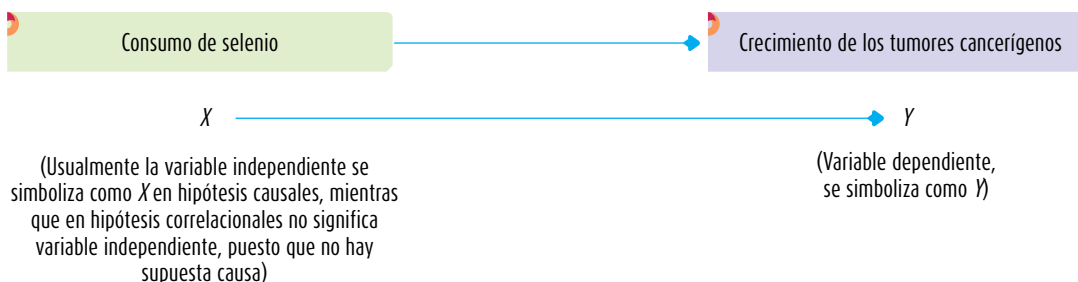 Consumo de selenio
Crecimiento de los tumores cancerígenos
X
Y
(Usualmente la variable independiente se
simboliza como X en hipótesis causales, mientras
que en hipótesis correlacionales no significa
variable independiente, puesto que no hay
supuesta causa)
(Variable dependiente,
se simboliza como Y)